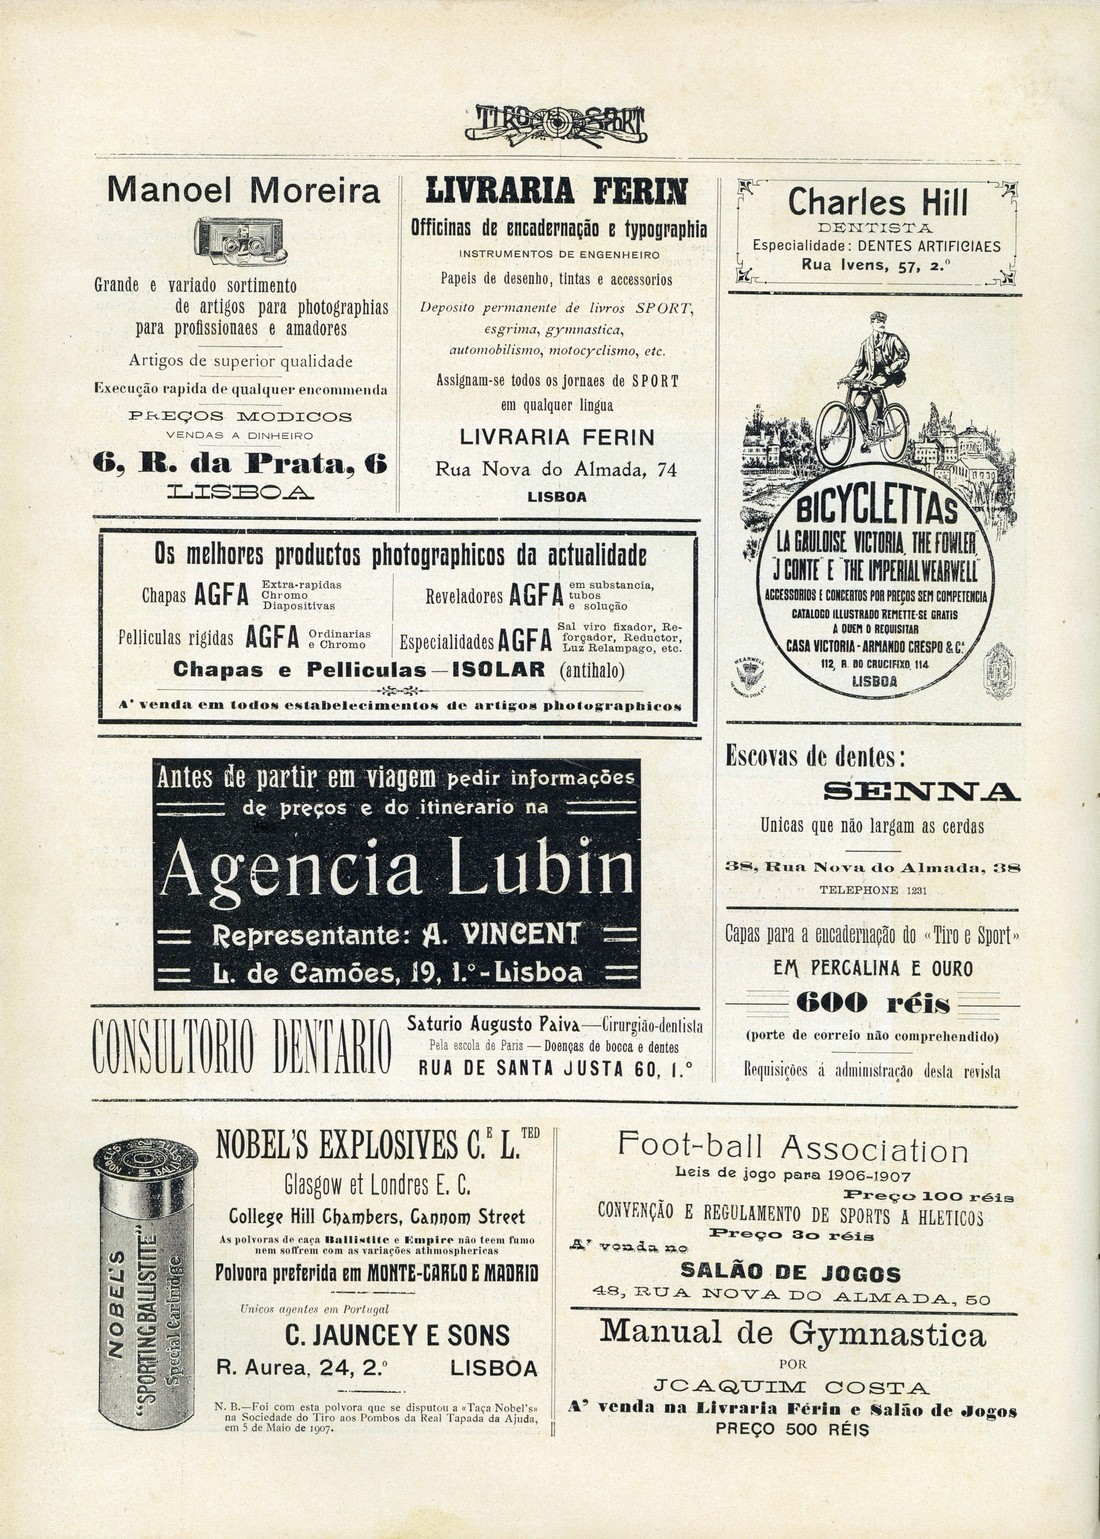 TIRO SPORT
Manoel Moreira
Grande e variado sortimento
de artigos para photographias
para profissionaes e amadores
Artigos de superior qualidade
Execução rapida de qualquer encommenda
PREÇOS MODICOS
VENDAS A DINHEIRO
6, R. da Prata, 6
LISBOA
LIVRARIA FERIN
Officinas de encadernação e typographia
INSTRUMENTOS DE ENGENHEIRO
Papeis de desenho, tintas e accessorios
Deposito permanente de livros SPORT,
esgrima, gymnastica,
automobilismo, motocyclismo, etc.
Assignam-se todos os jornaes de SPORT
em qualquer lingua
LIVRARIA FERIN
Rua Nova do Almada, 74
LISBOA
Charles Hill
DENTISTA
Especialidade: DENTES ARTIFICIAES
Rua Ivens, 57, 2.º
BICYCLETTAS
LA GAULOISE VICTORIA, THE FOWLER,
"J CONTE" E "THE IMPERIAL WEARWELL"
ACCESSORIOS E CONCERTOS POR PREÇOS SEM COMPETENCIA
CATALOGO ILLUSTRADO REMETTE-SE GRATIS
A QUEM O REQUISITAR
CASA VICTORIA - ARMANDO CRESPO & C.ª
112, R. DO CRUCIFIXO, 114
LISBOA
WEARWELL
Os melhores productos photographicos da actualidade
Chapas AGFA Extra-rapidas
Chromo
Diapositivas
Reveladores AGFA em substancia,
tubos
e solução
Pelliculas rigidas AGFA Ordinarias
e Chromo
Especialidades AGFA Sal viro fixador, Re-
forçador, Reductor,
Luz Relampago, etc.
Chapas e Pelliculas—ISOLAR (antihalo)
A' venda em todos estabelecimentos de artigos photographicos
Antes de partir em viagem pedir informações
de preços e do itinerario na
Agencia Lubin
Representante: A. VINCENT
L. de Camões, 19, 1.º-Lisboa
Escovas de dentes:
SENNA
Unicas que não largam as cerdas
38, Rua Nova do Almada, 38
TELEPHONE 1231
Capas para a encadernação do «Tiro e Sport»
EM PERCALINA E OURO
600 réis
(porte de correio não comprehendido)
Requisições á administração desta revista
CONSULTORIO DENTARIO
Saturio Augusto Paiva—Cirurgião-dentista
Pela escola de Paris — Doenças de bocca e dentes
RUA DE SANTA JUSTA 60, 1.º
NOBEL'S
"SPORTING BALLISTITE"
Special Cartridge
NOBEL'S EXPLOSIVES C.E L.TED
Glasgow et Londres E. C.
College Hill Chambers, Cannom Street
As polvoras de caça Ballistite e Empire não teem fumo
nem soffrem com as variações athmosphericas
Polvora preferida em MONTE-CARLO E MADRID
Unicos agentes em Portugal
C. JAUNCEY E SONS
R. Aurea, 24, 2.º LISBOA
N. B.—Foi com esta polvora que se disputou a «Taça Nobel's»
na Sociedade do Tiro aos Pombos da Real Tapada da Ajuda,
em 5 de Maio de 1907.
Foot-ball Association
Leis de jogo para 1906-1907
Preço 100 réis
CONVENÇÃO E REGULAMENTO DE SPORTS A HLETICOS
Preço 30 réis
A' venda no
SALÃO DE JOGOS
48, RUA NOVA DO ALMADA, 50
Manual de Gymnastica
POR
JOAQUIM COSTA
A' venda na Livraria Férin e Salão de Jogos
PREÇO 500 RÉIS